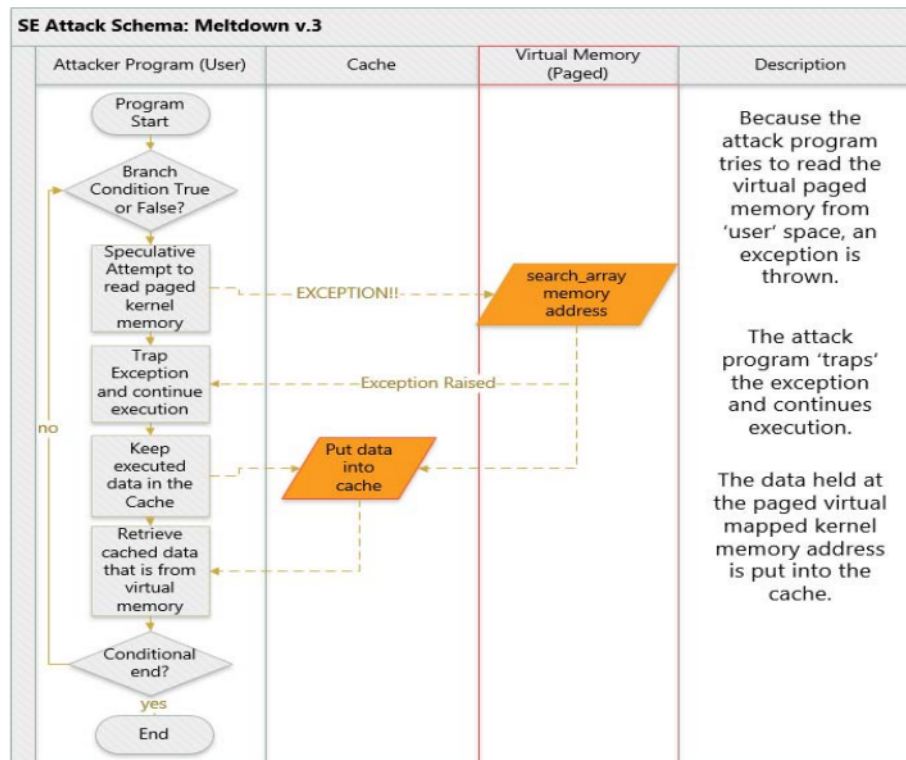 SE Attack Schema: Meltdown v.3
Attacker Program (User)
Cache
Virtual Memory
(Paged)
Description
Program
Start
Branch
Condition True
or False?
Speculative
Attempt to
read paged
kernel
memory
EXCEPTION!!
search_array
memory
address
Trap
Exception
and continue
execution
Exception Raised
no
Keep
executed
data in the
Cache
Put data
into
cache
Retrieve
cached data
that is from
virtual
memory
Conditional
end?
yes
End
Because the
attack program
tries to read the
virtual paged
memory from
‘user‘ space, an
exception is
thrown.
The attack
program ‘traps‘
the exception
and continues
execution.
The data held at
the paged virtual
mapped kernel
memory address
is put into the
cache.